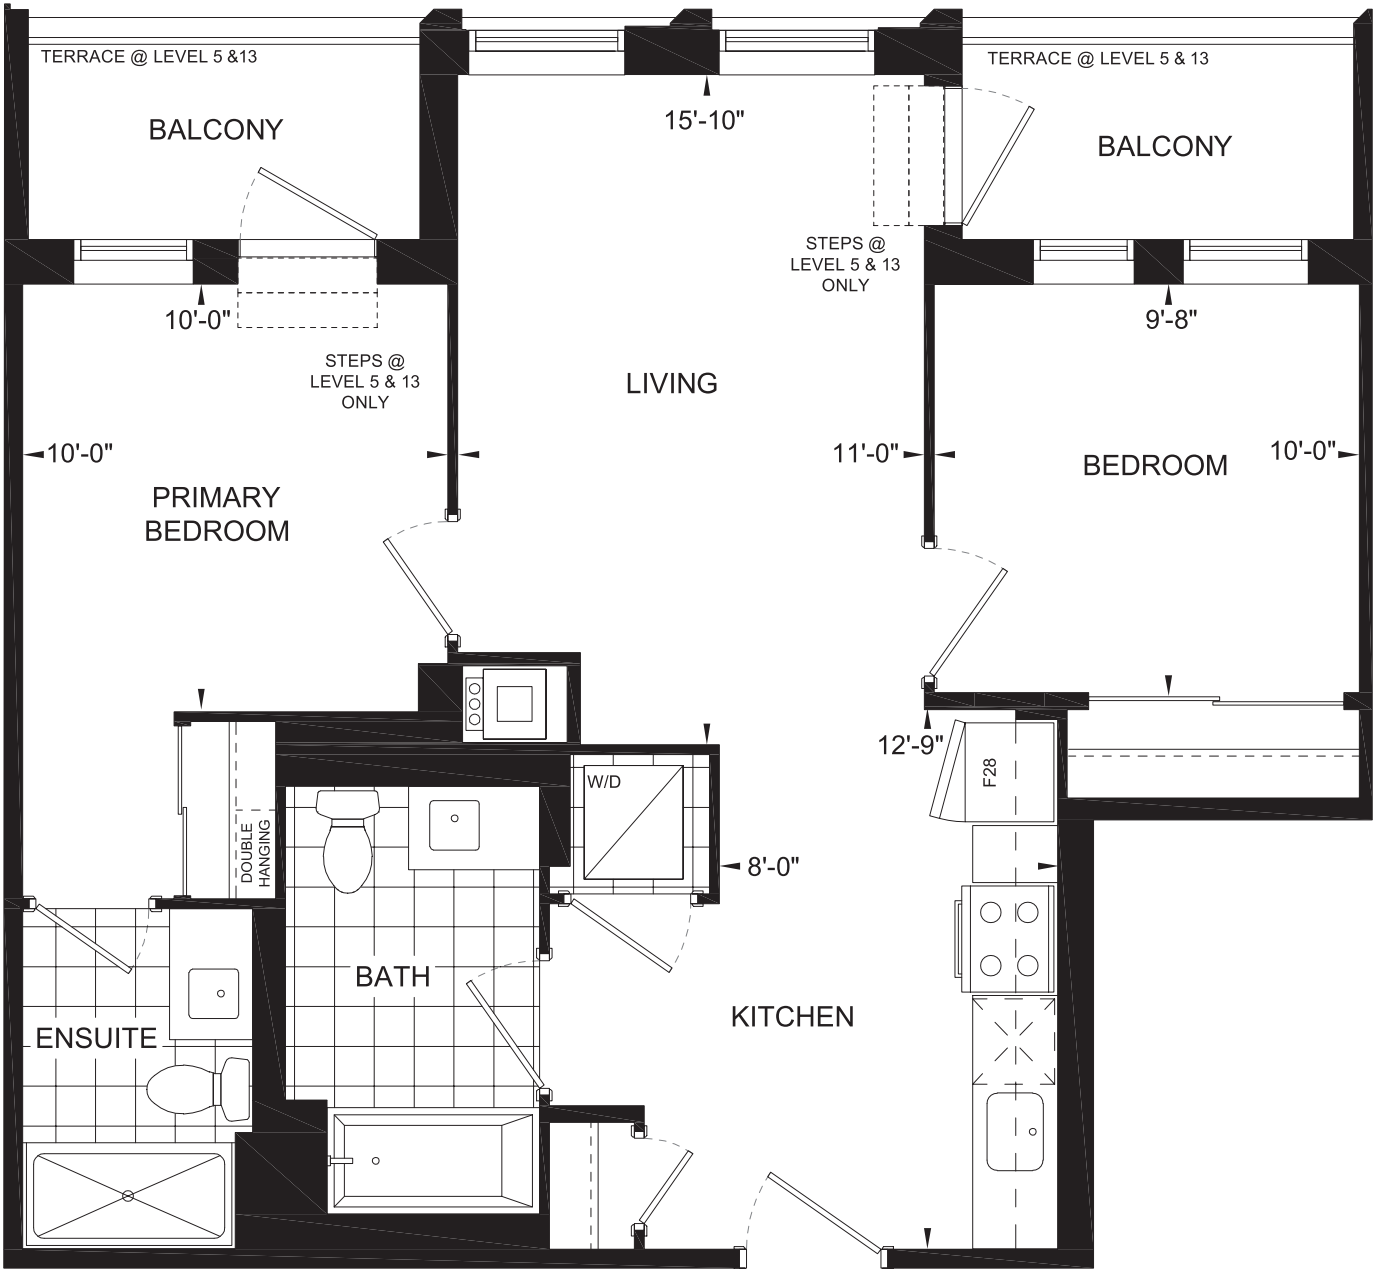 TERRACE @ LEVEL 5 &13
TERRACE @ LEVEL 5 & 13
BALCONY
15'-10"
BALCONY
STEPS @
LEVEL 5 & 13
ONLY
10'-0"
9'-8"
STEPS @
LEVEL 5 & 13
ONLY
LIVING
10'-0"
11'-0"
BEDROOM
10'-0"
PRIMARY
BEDROOM
12'-9"
F28
W/D
DOUBLE
HANGING
8'-0"
BATH
KITCHEN
ENSUITE